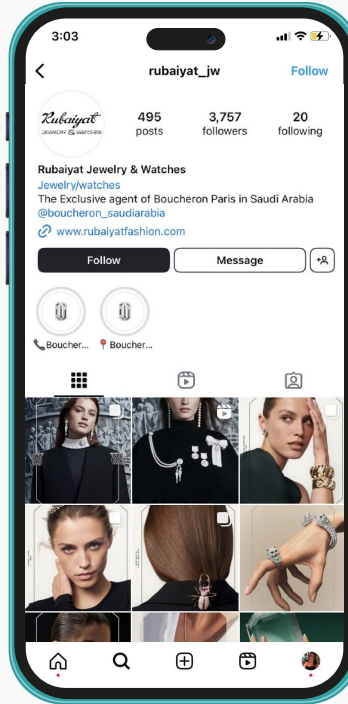 3:03
rubaiyat_jw
Follow
Rubaiyat
JEWELRY & WATCHES
495
posts
3,757
followers
20
following
Rubaiyat Jewelry & Watches
Jewelry/watches
The Exclusive agent of Boucheron Paris in Saudi Arabia
@boucheron_saudiarabia
www.rubaiyatfashion.com
Follow
Message
Boucher...
Boucher...